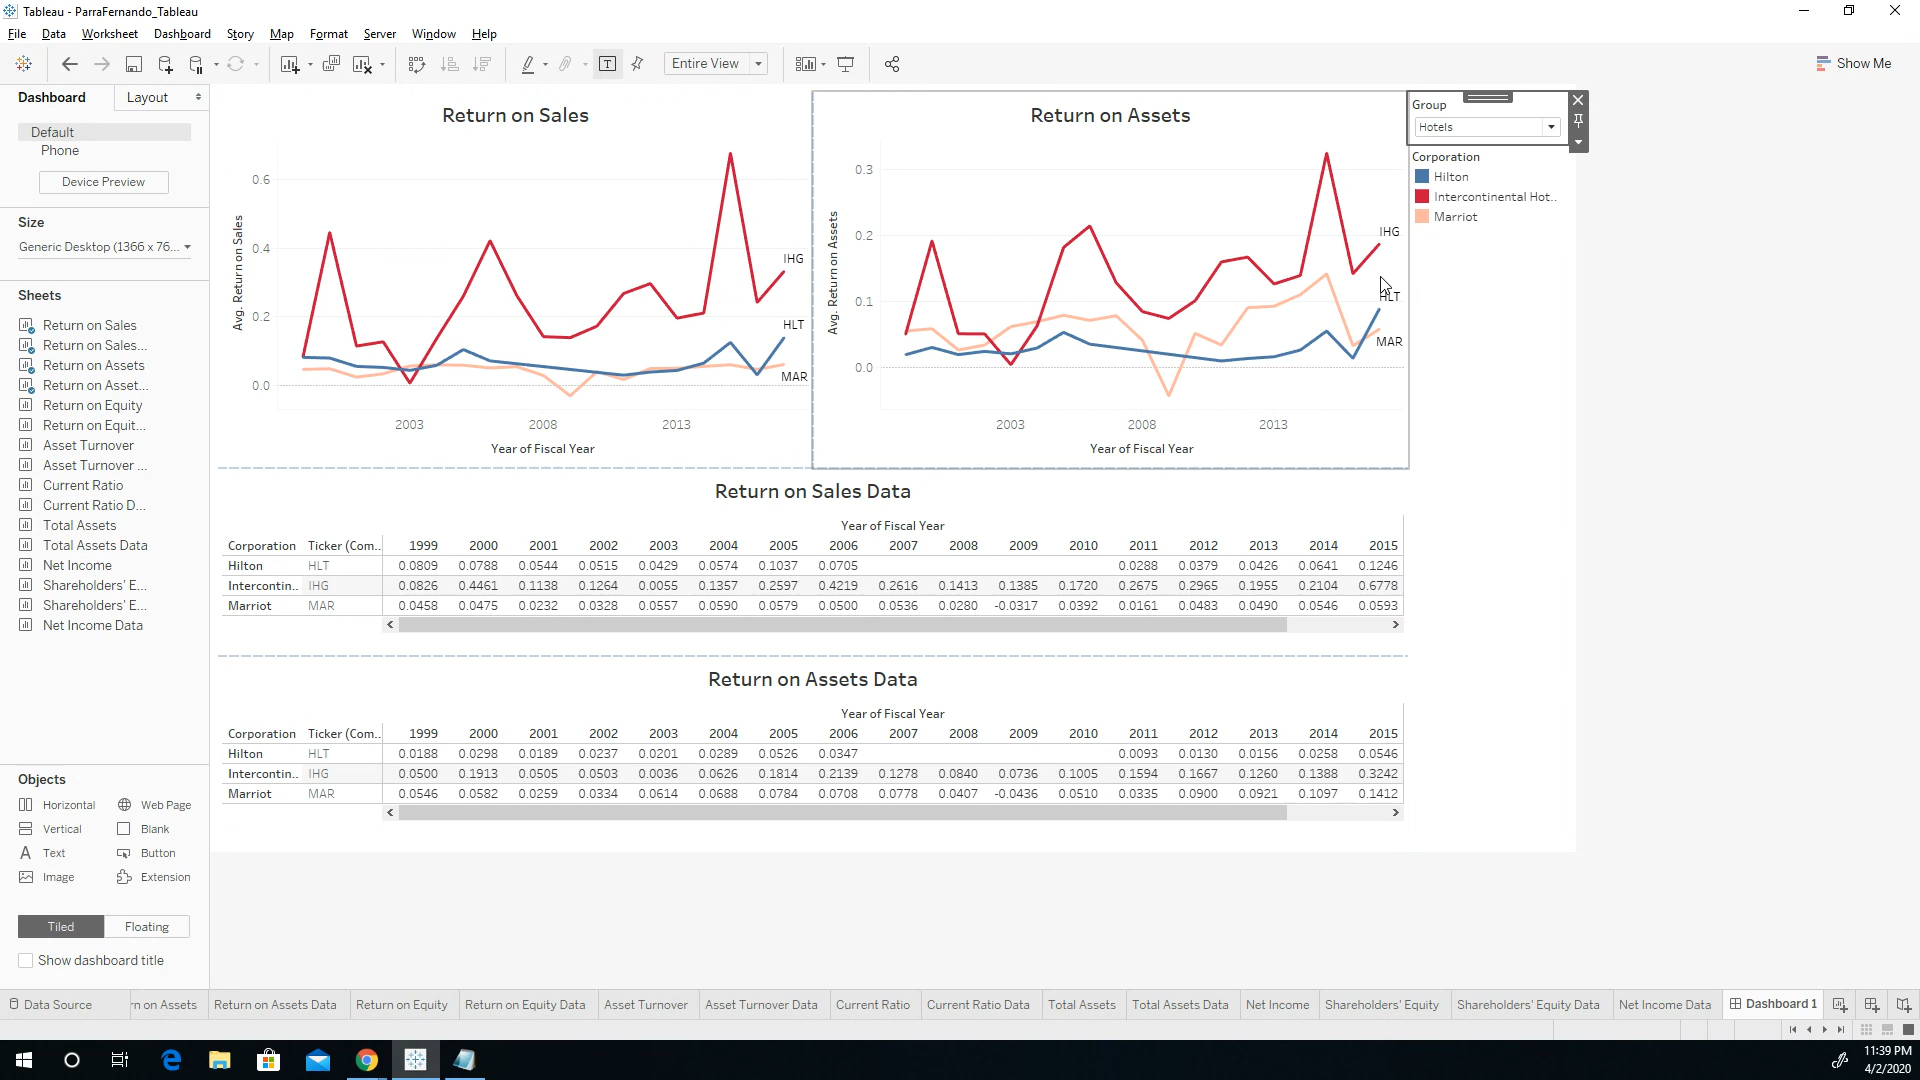 Tableau - ParraFernando_Tableau
File Data Worksheet Dashboard Story Map Format Server Window Help
Entire View
Show Me
Dashboard Layout
Default
Phone
Device Preview
Size
Generic Desktop (1366 x 76...
Sheets
Return on Sales
Return on Sales...
Return on Assets
Return on Asset...
Return on Equity
Return on Equit...
Asset Turnover
Asset Turnover ...
Current Ratio
Current Ratio D...
Total Assets
Total Assets Data
Net Income
Shareholders' E...
Shareholders' E...
Net Income Data
Objects
Horizontal Web Page
Vertical Blank
Text Button
Image Extension
Tiled Floating
Show dashboard title
Return on Sales
Avg. Return on Sales
0.6
0.4
0.2
0.0
IHG
HLT
MAR
2003 2008 2013
Year of Fiscal Year
Return on Assets
Avg. Return on Assets
0.3
0.2
0.1
0.0
IHG
HLT
MAR
2003 2008 2013
Year of Fiscal Year
Group
Hotels
Corporation
Hilton
Intercontinental Hot..
Marriot
Return on Sales Data
Year of Fiscal Year
Corporation Ticker (Com.. 1999 2000 2001 2002 2003 2004 2005 2006 2007 2008 2009 2010 2011 2012 2013 2014 2015
Hilton HLT 0.0809 0.0788 0.0544 0.0515 0.0429 0.0574 0.1037 0.0705 0.0288 0.0379 0.0426 0.0641 0.1246
Intercontin.. IHG 0.0826 0.4461 0.1138 0.1264 0.0055 0.1357 0.2597 0.4219 0.2616 0.1413 0.1385 0.1720 0.2675 0.2965 0.1955 0.2104 0.6778
Marriot MAR 0.0458 0.0475 0.0232 0.0328 0.0557 0.0590 0.0579 0.0500 0.0536 0.0280 -0.0317 0.0392 0.0161 0.0483 0.0490 0.0546 0.0593
Return on Assets Data
Year of Fiscal Year
Corporation Ticker (Com.. 1999 2000 2001 2002 2003 2004 2005 2006 2007 2008 2009 2010 2011 2012 2013 2014 2015
Hilton HLT 0.0188 0.0298 0.0189 0.0237 0.0201 0.0289 0.0526 0.0347 0.0093 0.0130 0.0156 0.0258 0.0546
Intercontin.. IHG 0.0500 0.1913 0.0505 0.0503 0.0036 0.0626 0.1814 0.2139 0.1278 0.0840 0.0736 0.1005 0.1594 0.1667 0.1260 0.1388 0.3242
Marriot MAR 0.0546 0.0582 0.0259 0.0334 0.0614 0.0688 0.0784 0.0708 0.0778 0.0407 -0.0436 0.0510 0.0335 0.0900 0.0921 0.1097 0.1412
Data Source rn on Assets Return on Assets Data Return on Equity Return on Equity Data Asset Turnover Asset Turnover Data Current Ratio Current Ratio Data Total Assets Total Assets Data Net Income Shareholders' Equity Shareholders' Equity Data Net Income Data Dashboard 1
11:39 PM
4/2/2020